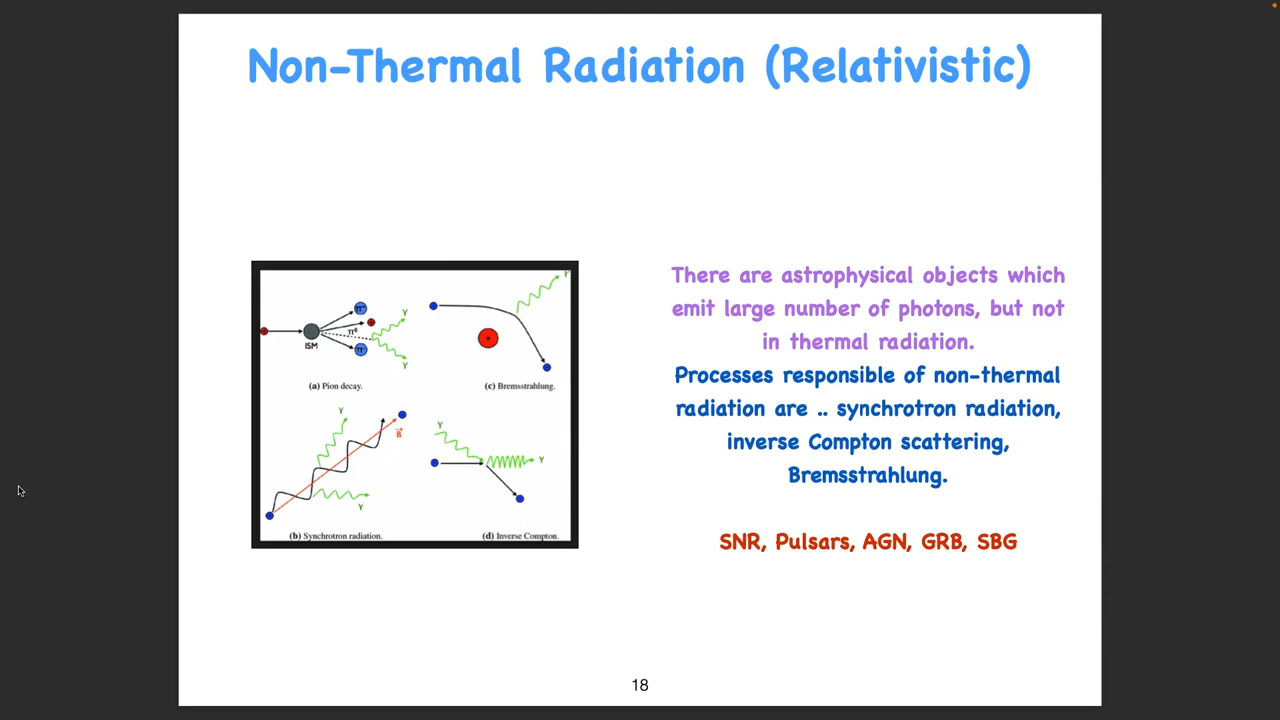 Non-Thermal Radiation (Relativistic)
π+
γ
π0
ISM
π-
γ
(a) Pion decay.
γ
+
(c) Bremsstrahlung.
γ
B
γ
(b) Synchrotron radiation.
γ
γ
(d) Inverse Compton.
There are astrophysical objects which
emit large number of photons, but not
in thermal radiation.
Processes responsible of non-thermal
radiation are .. synchrotron radiation,
inverse Compton scattering,
Bremsstrahlung.
SNR, Pulsars, AGN, GRB, SBG
18